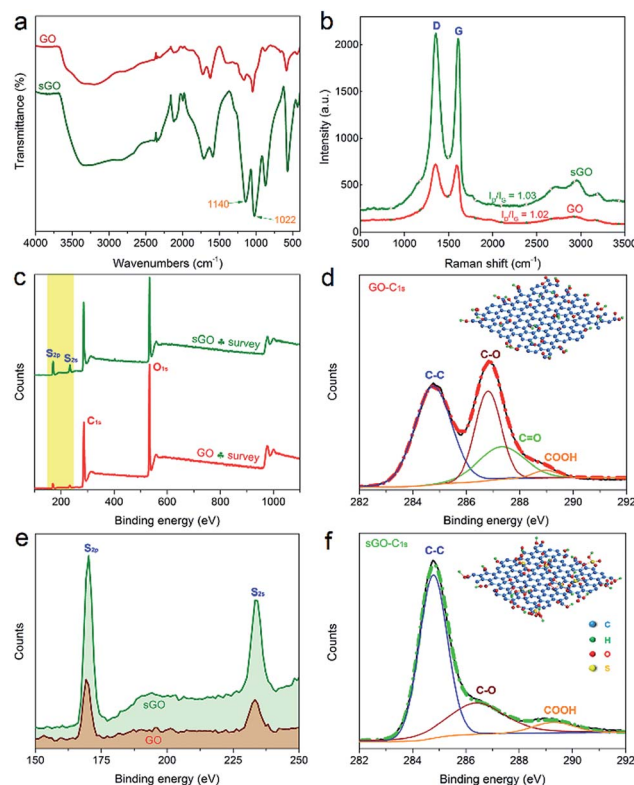 a
GO
sGO
1140
1022
Transmittance (%)
4000 3500 3000 2500 2000 1500 1000 500
Wavenumbers (cm⁻¹)
b
D G
sGO
I_D/I_G = 1.03
I_D/I_G = 1.02
GO
Intensity (a.u.)
2000
1500
1000
500
0
500 1000 1500 2000 2500 3000 3500
Raman shift (cm⁻¹)
c
S2p S2s
sGO ♣ survey
O1s
C1s
GO ♣ survey
Counts
200 400 600 800 1000
Binding energy (eV)
d
GO-C1s
C-C
C-O
C=O
COOH
Counts
282 284 286 288 290 292
Binding energy (eV)
e
S2p
S2s
sGO
GO
Counts
150 175 200 225 250
Binding energy (eV)
f
sGO-C1s
C-C
C-O
COOH
C
H
O
S
Counts
282 284 286 288 290 292
Binding energy (eV)